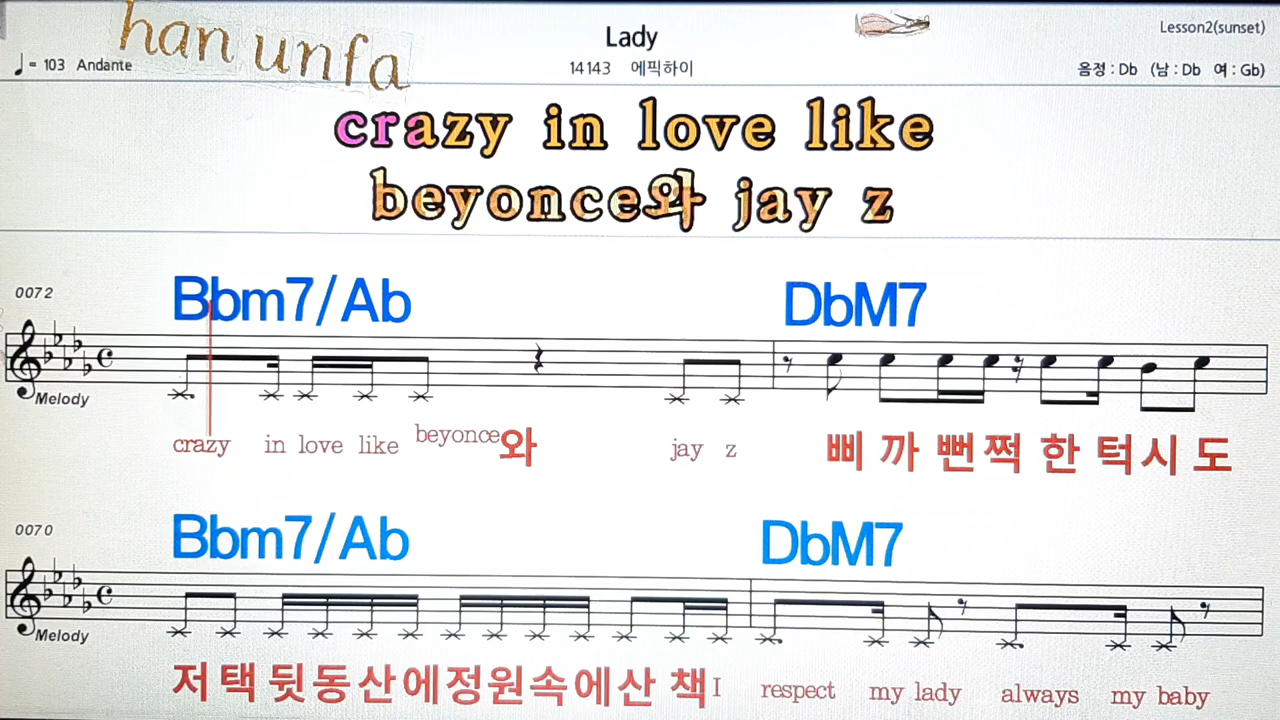 han unfa
Lady
Lesson2(sunset)
♩= 103 Andante
14143 에픽하이
음정 : Db (남 : Db 여 : Gb)
crazy in love like
beyonce와 jay z
0072
Bbm7/Ab DbM7
Melody
crazy in love like beyonce와 jay z 삐 까 뻔 쩍 한 턱 시 도
0070
Bbm7/Ab DbM7
Melody
저 택 뒷 동 산 에 정 원 속 에 산 책 I respect my lady always my baby